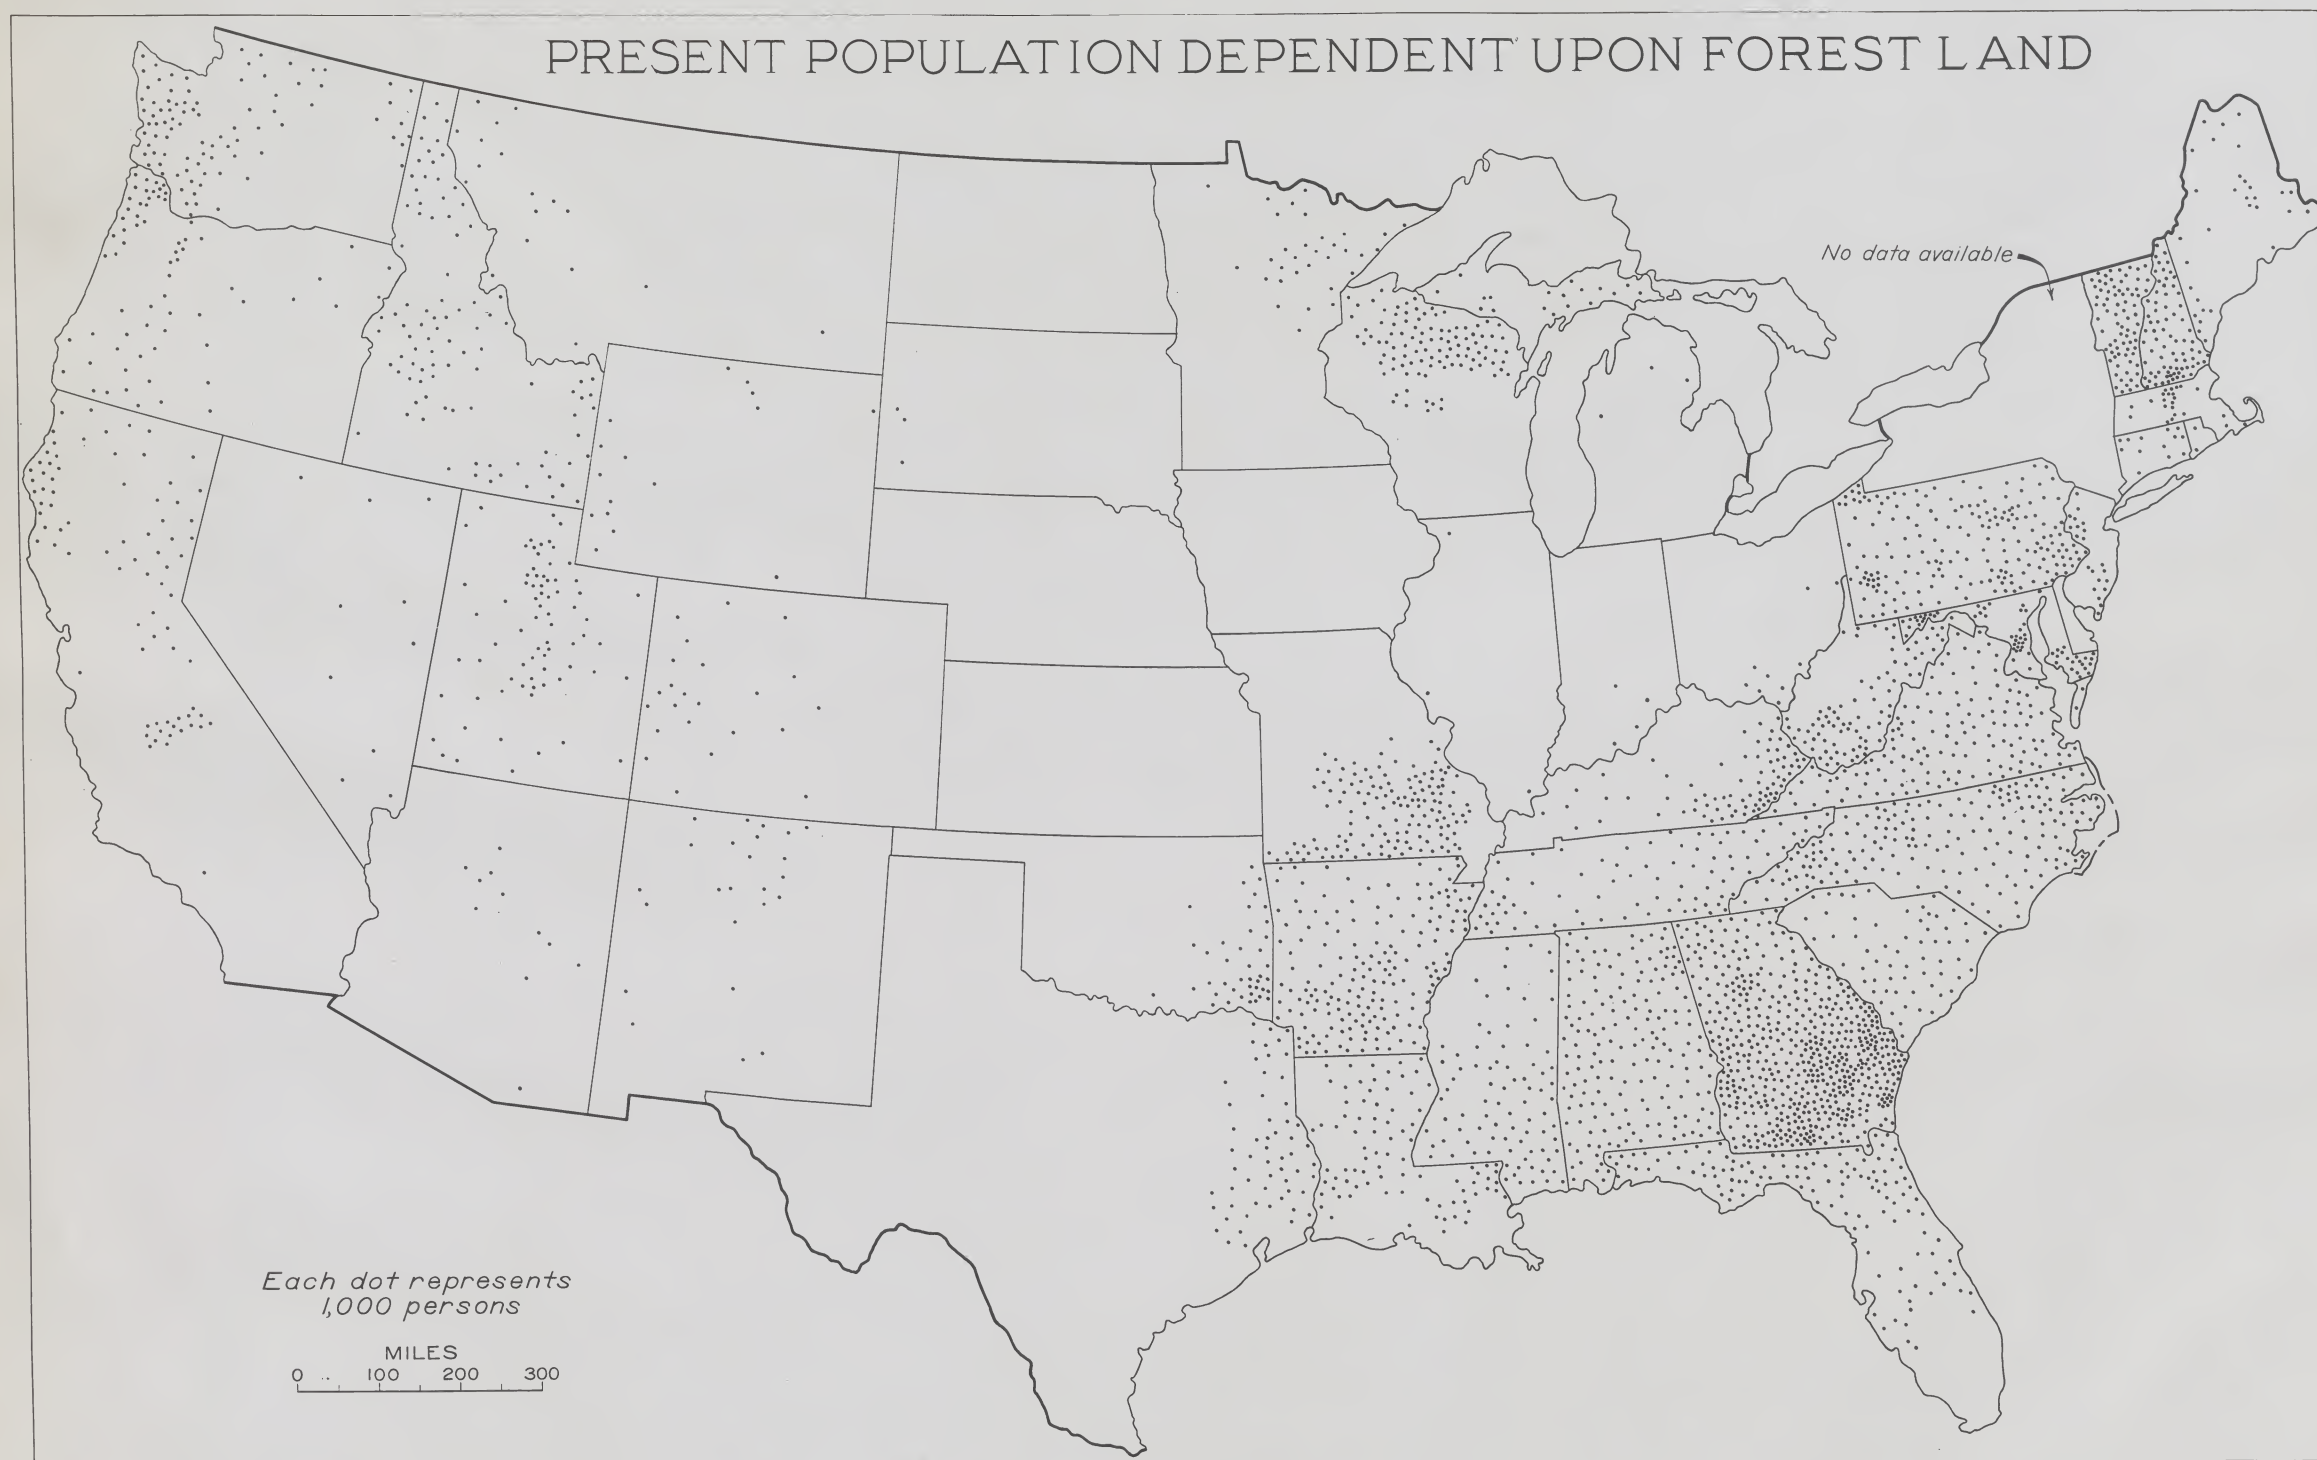 PRESENT POPULATION DEPENDENT UPON FOREST LAND
No data available
Each dot represents
1,000 persons
MILES
0 100 200 300